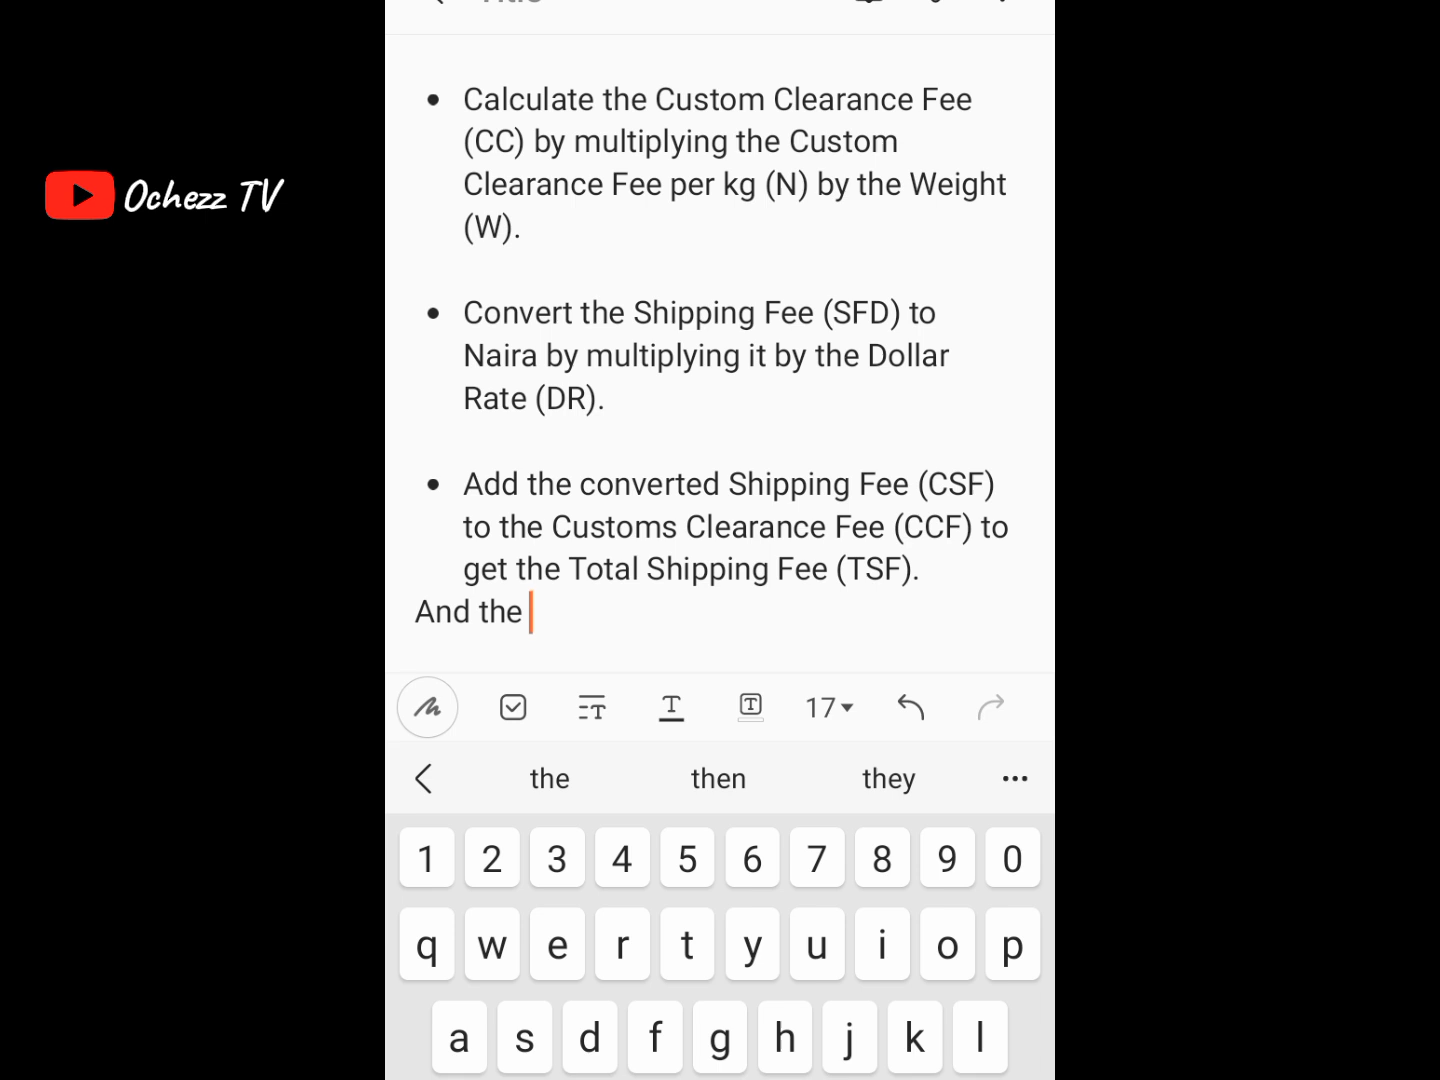 Ochezz TV
Calculate the Custom Clearance Fee
(CC) by multiplying the Custom
Clearance Fee per kg (N) by the Weight
(W).
Convert the Shipping Fee (SFD) to
Naira by multiplying it by the Dollar
Rate (DR).
Add the converted Shipping Fee (CSF)
to the Customs Clearance Fee (CCF) to
get the Total Shipping Fee (TSF).
And the
T T T 17
the then they
1 2 3 4 5 6 7 8 9 0
q w e r t y u i o p
a s d f g h j k l